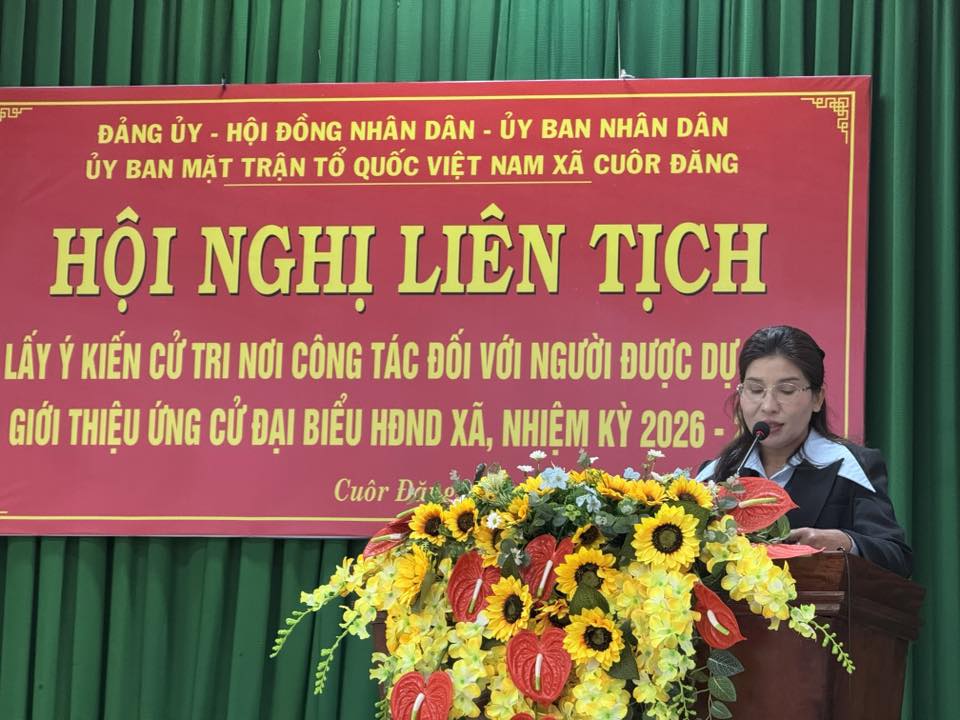 ĐẢNG ỦY - HỘI ĐỒNG NHÂN DÂN - ỦY BAN NHÂN DÂN
ỦY BAN MẶT TRẬN TỔ QUỐC VIỆT NAM XÃ CUÔR ĐĂNG
HỘI NGHỊ LIÊN TỊCH
LẤY Ý KIẾN CỬ TRI NƠI CÔNG TÁC ĐỐI VỚI NGƯỜI ĐƯỢC DỰ
GIỚI THIỆU ỨNG CỬ ĐẠI BIỂU HĐND XÃ, NHIỆM KỲ 2026 -
Cuôr Đăng